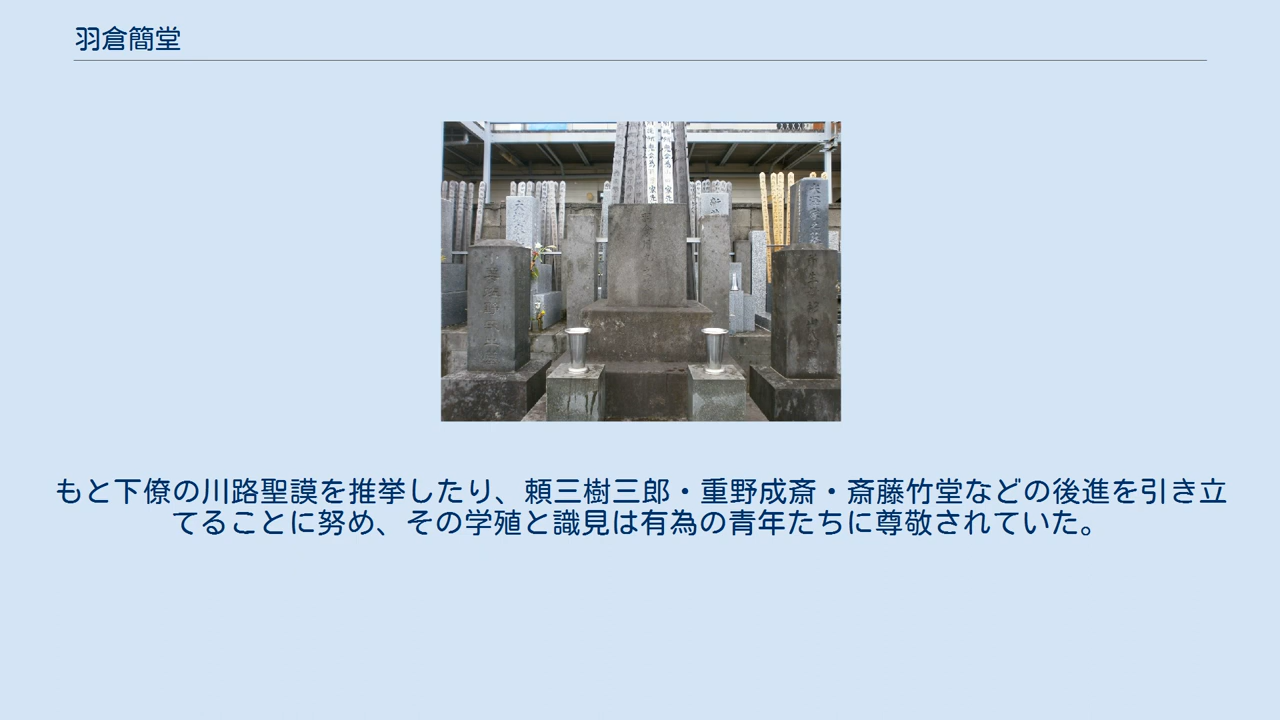 羽倉簡堂
もと下僚の川路聖謨を推挙したり、頼三樹三郎・重野成斎・斎藤竹堂などの後進を引き立
てることに努め、その学殖と識見は有為の青年たちに尊敬されていた。